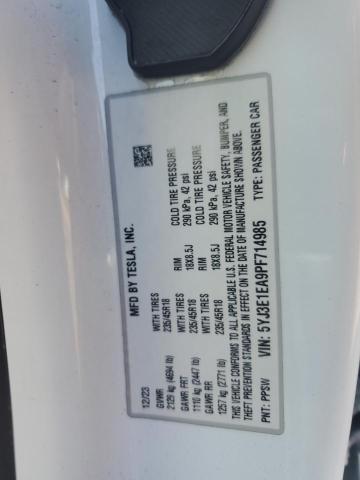 MFD BY TESLA, INC.
12/23
GVWR WITH TIRES RIM COLD TIRE PRESSURE
2129 kg (4694 lb) 235/45R18 18X8.5J 290 kPa, 42 psi
GAWR FRT WITH TIRES RIM COLD TIRE PRESSURE
1110 kg (2447 lb) 235/45R18 18X8.5J 290 kPa, 42 psi
GAWR RR
1257 kg (2771 lb)
THIS VEHICLE CONFORMS TO ALL APPLICABLE U.S. FEDERAL MOTOR VEHICLE SAFETY, BUMPER, AND
THEFT PREVENTION STANDARDS IN EFFECT ON THE DATE OF MANUFACTURE SHOWN ABOVE.
VIN: 5YJ3E1EA9PF714985
PNT: PPSW TYPE: PASSENGER CAR